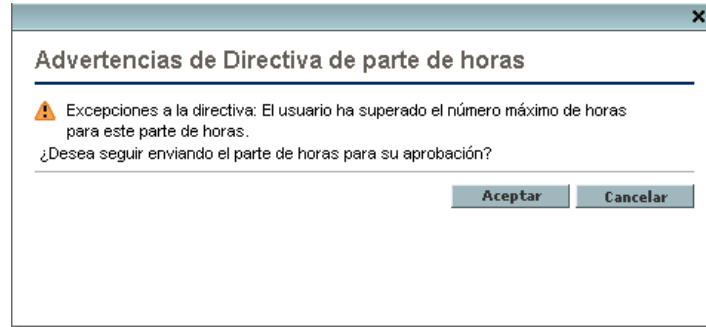 Advertencias de Directiva de parte de horas
Excepciones a la directiva: El usuario ha superado el número máximo de horas
para este parte de horas.
¿Desea seguir enviando el parte de horas para su aprobación?
Aceptar Cancelar